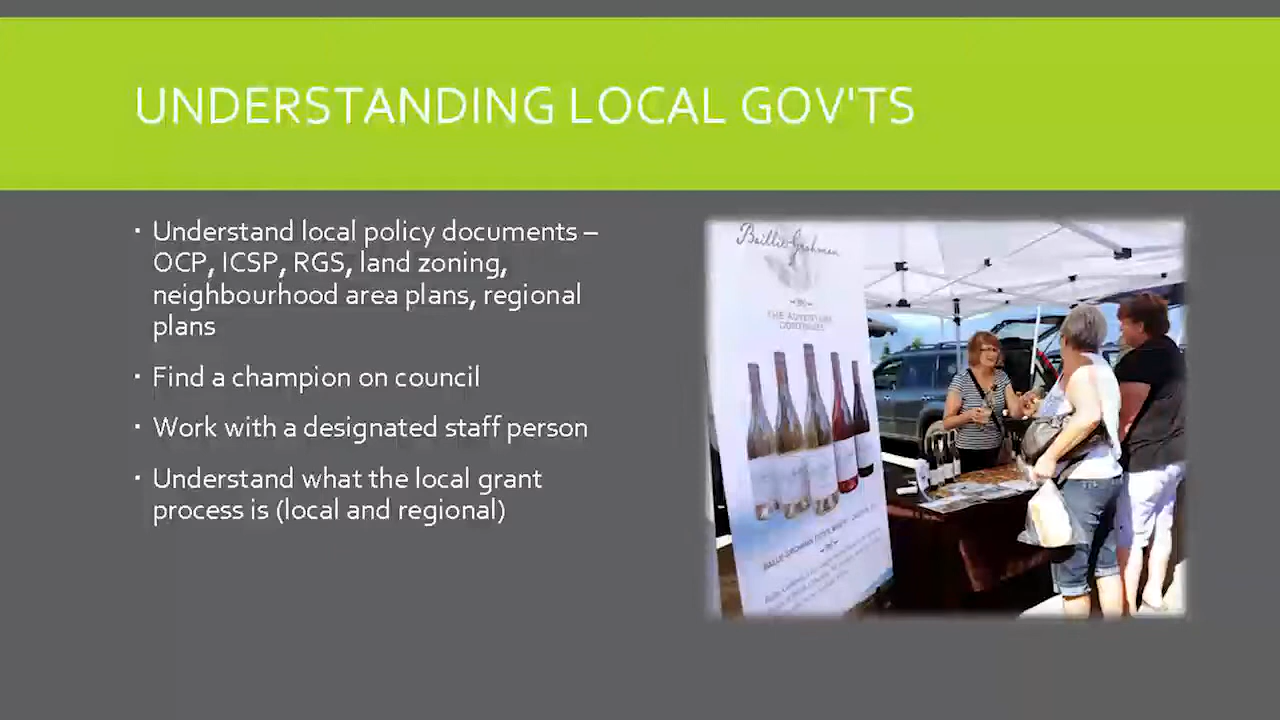 UNDERSTANDING LOCAL GOV'TS
· Understand local policy documents –
OCP, ICSP, RGS, land zoning,
neighbourhood area plans, regional
plans
· Find a champion on council
· Work with a designated staff person
· Understand what the local grant
process is (local and regional)
Baillie-Grohman
THE ADVENTURE
CONTINUES